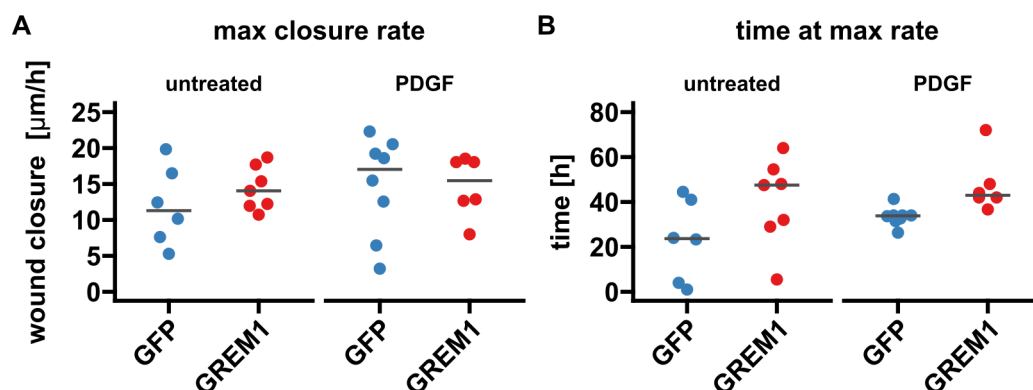 A
max closure rate
untreated
PDGF
wound closure [μm/h]
25
20
15
10
5
0
GFP
GREM1
GFP
GREM1
B
time at max rate
untreated
PDGF
time [h]
80
60
40
20
0
GFP
GREM1
GFP
GREM1